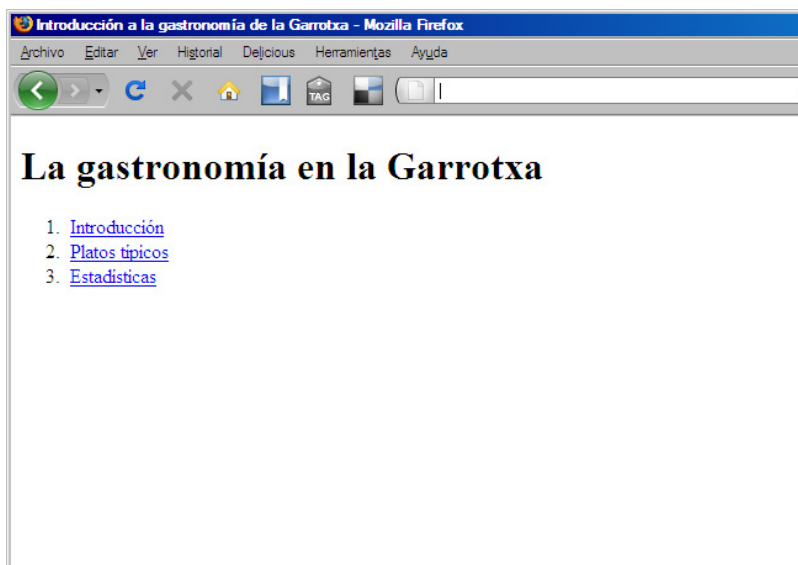 Introducción a la gastronomía de la Garrotxa - Mozilla Firefox
Archivo Editar Ver Historial Delicious Herramientas Ayuda
TAG
La gastronomía en la Garrotxa
1. Introducción
2. Platos típicos
3. Estadísticas